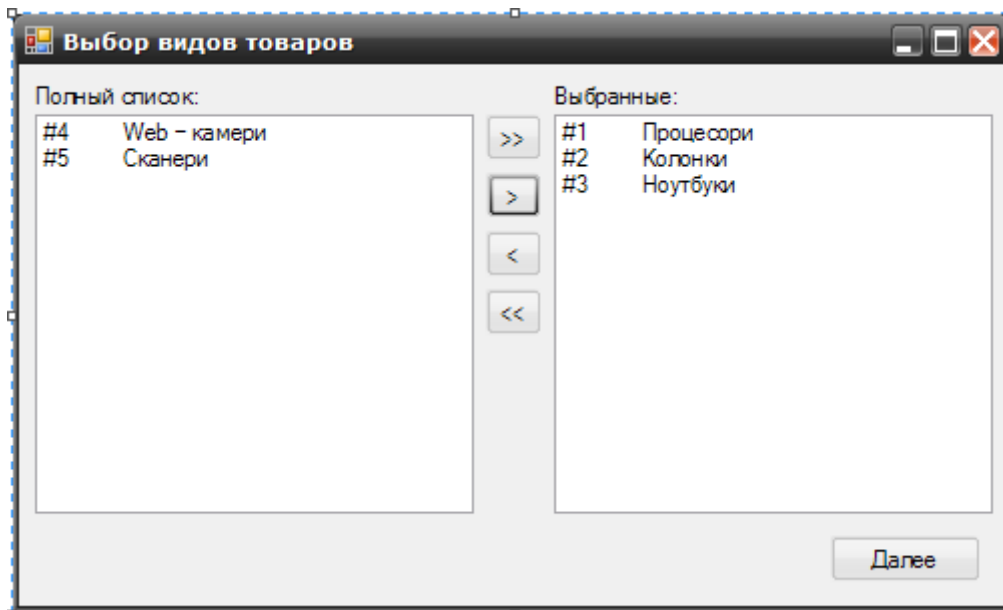 Выбор видов товаров
Полный список:
#4 Web - камери
#5 Сканери
>>
>
<
<<
Выбранные:
#1 Процесори
#2 Колонки
#3 Ноутбуки
Далее